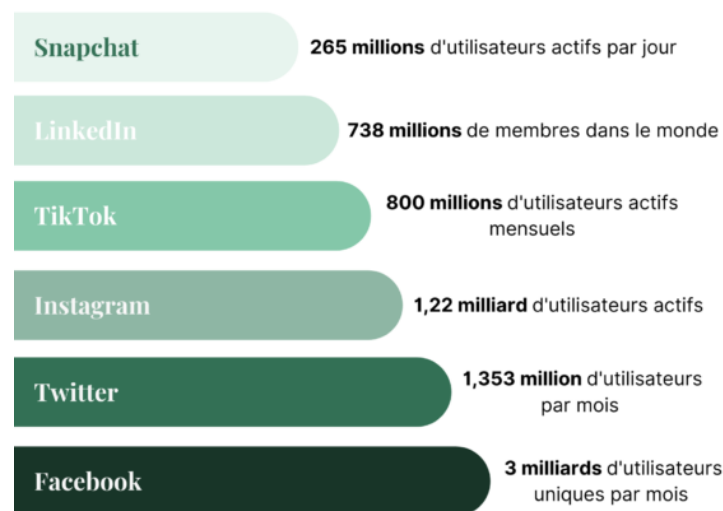 Snapchat
265 millions d'utilisateurs actifs par jour
LinkedIn
738 millions de membres dans le monde
TikTok
800 millions d'utilisateurs actifs
mensuels
Instagram
1,22 milliard d'utilisateurs actifs
Twitter
1,353 million d'utilisateurs
par mois
Facebook
3 milliards d'utilisateurs
uniques par mois